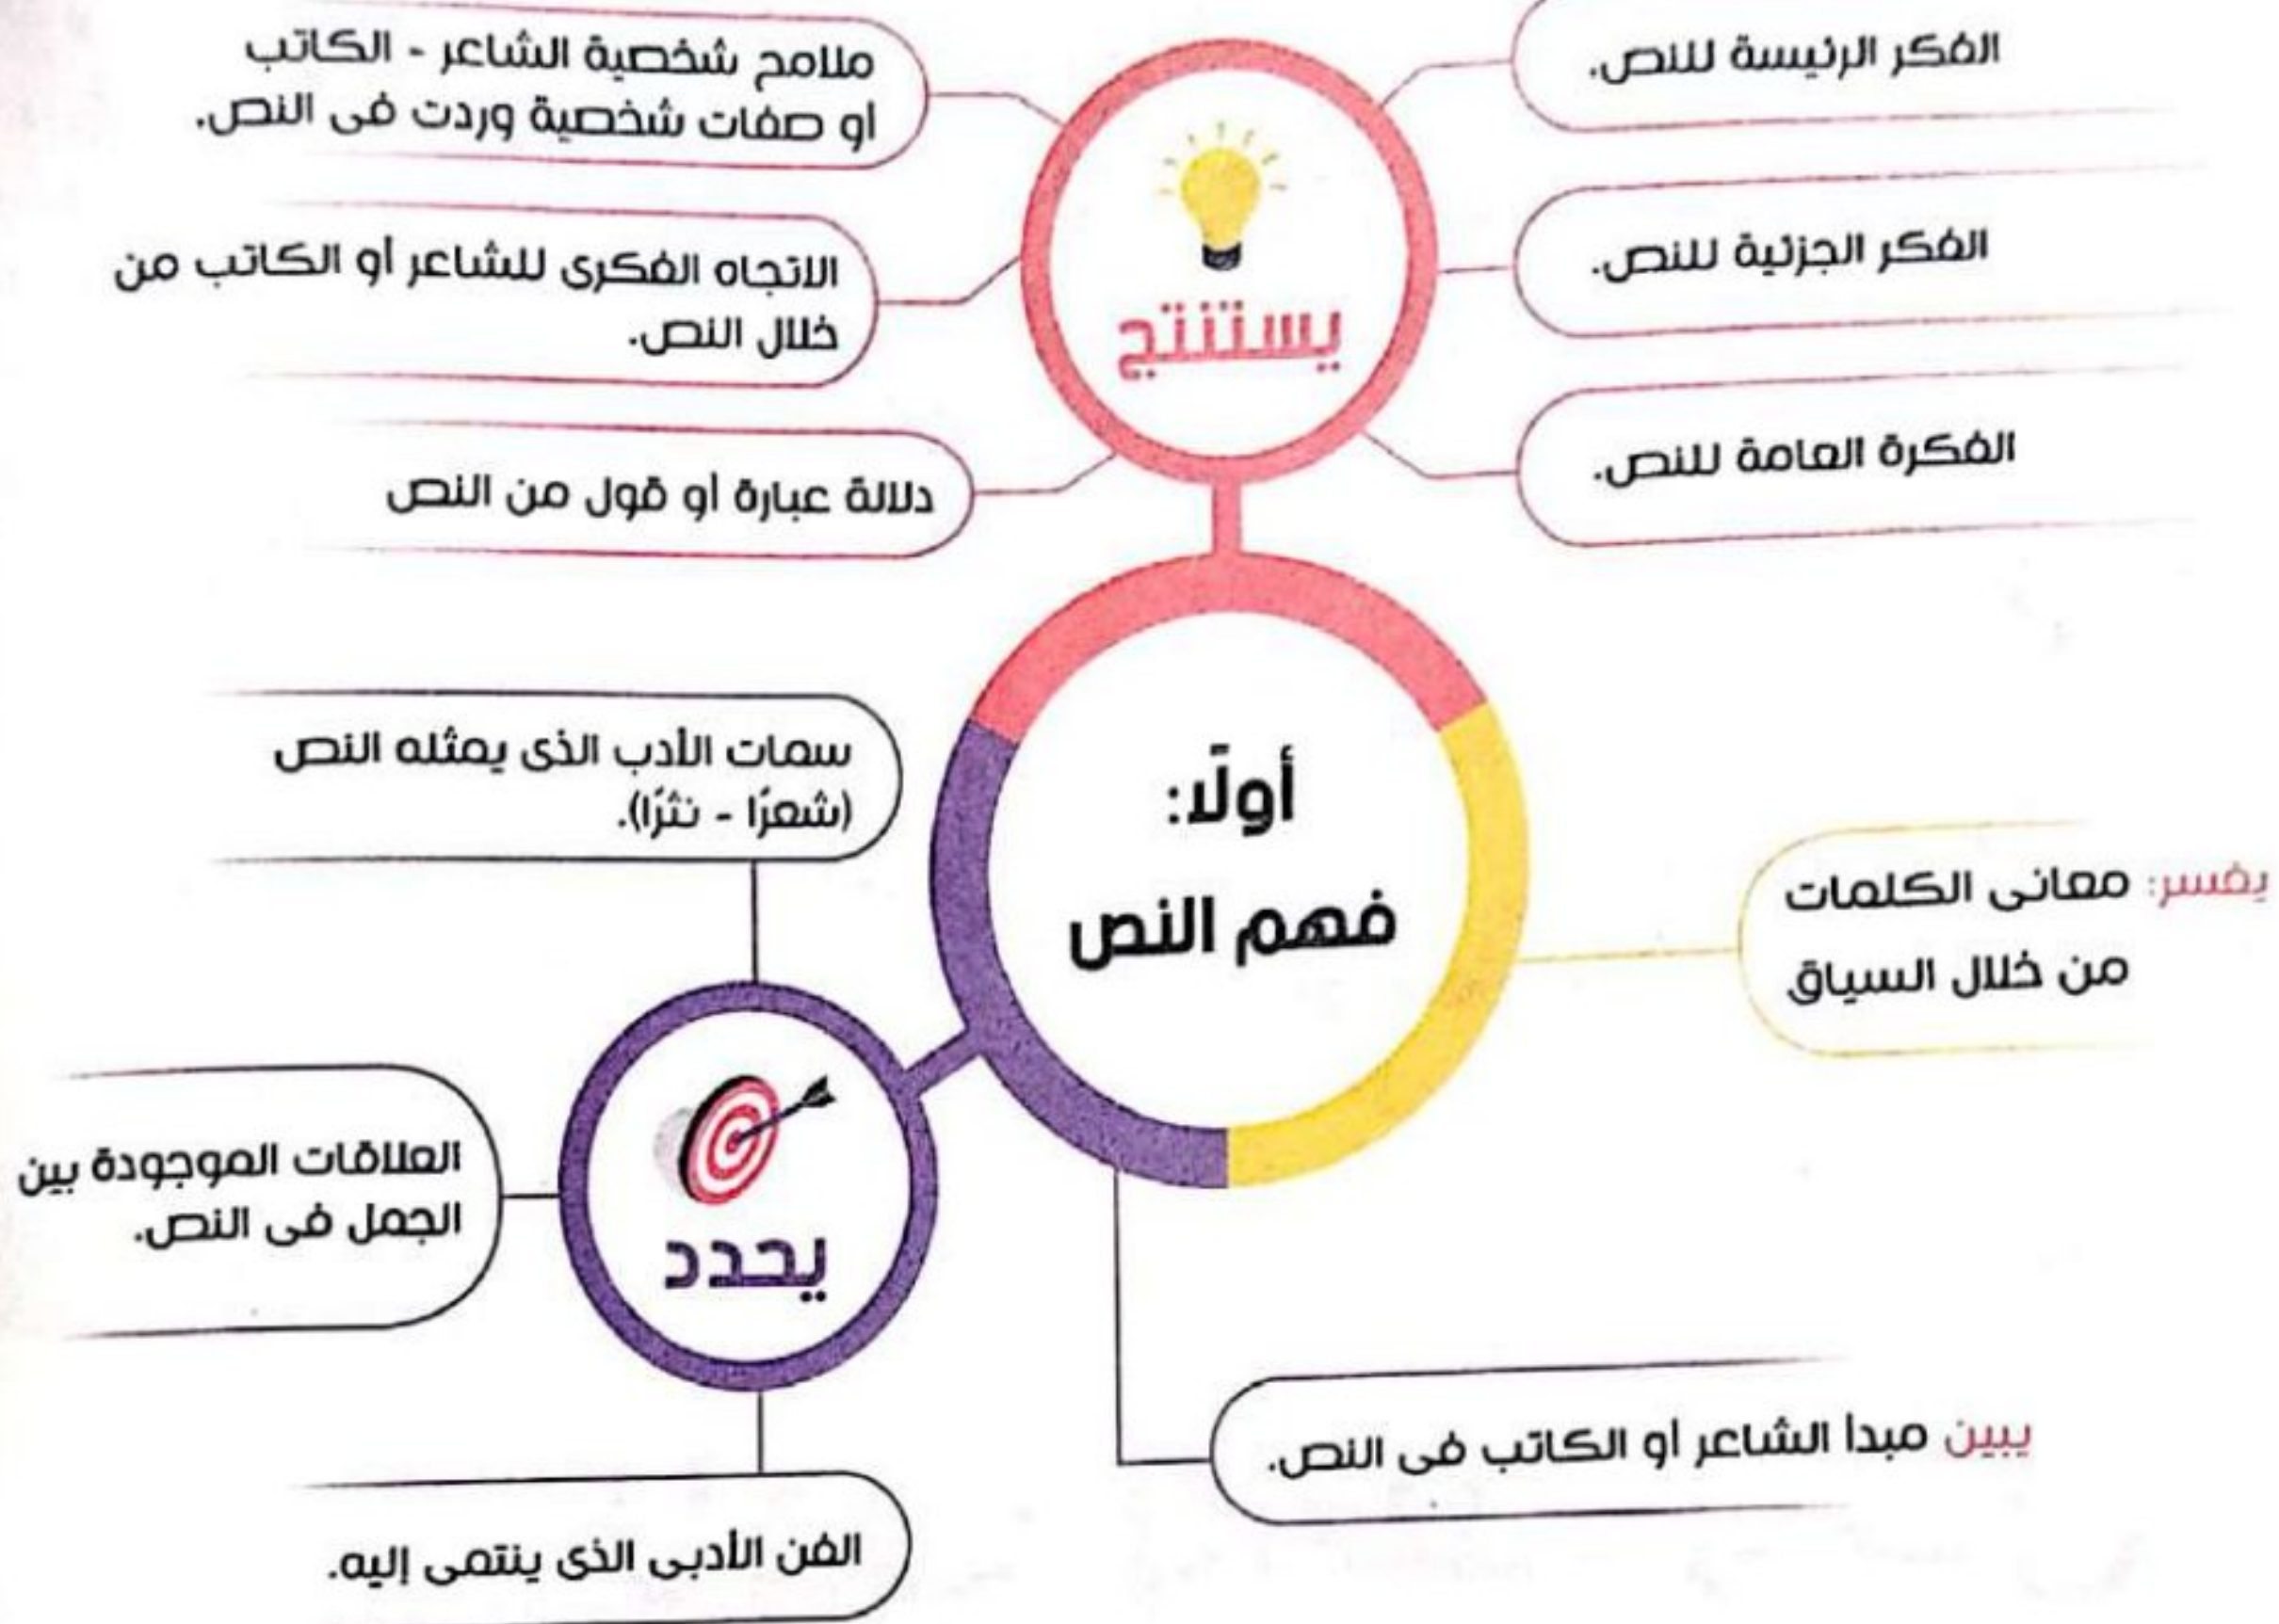 الفكر الرئيسة للنص.
الفكر الجزئية للنص.
الفكرة العامة للنص.
يستنتج
ملامح شخصية الشاعر - الكاتب
أو صفات شخصية وردت فى النص.
الاتجاه الفكرى للشاعر أو الكاتب من
خلال النص.
دلالة عبارة أو قول من النص
أولًا:
فهم النص
يفسر: معانى الكلمات
من خلال السياق
سمات الأدب الذى يمثله النص
(شعرًا - نثرًا).
يحدد
العلاقات الموجودة بين
الجمل فى النص.
الفن الأدبى الذى ينتمى إليه.
يبين مبدأ الشاعر أو الكاتب فى النص.